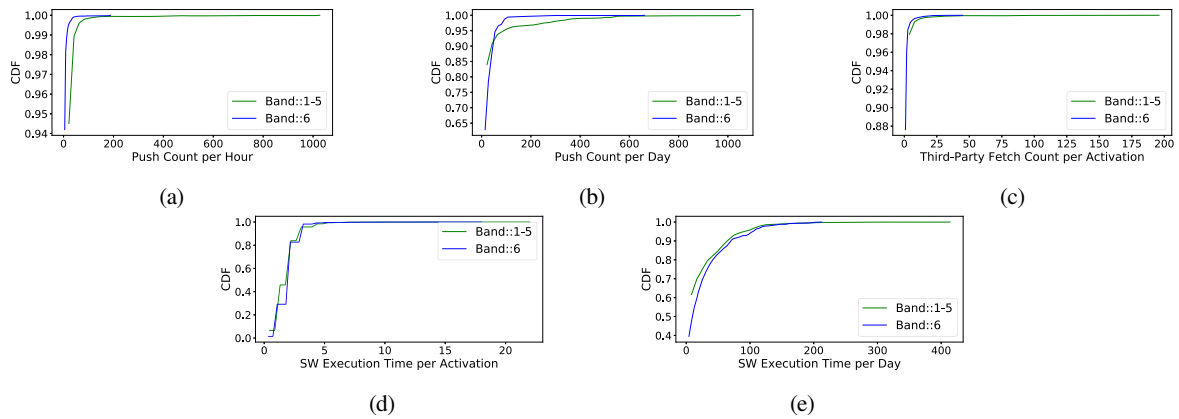 1.00
0.99
0.98
0.97
0.96
0.95
0.94
CDF
0 200 400 600 800 1000
Push Count per Hour
Band::1-5
Band::6
(a)
1.00
0.95
0.90
0.85
0.80
0.75
0.70
0.65
CDF
0 200 400 600 800 1000
Push Count per Day
Band::1-5
Band::6
(b)
1.00
0.98
0.96
0.94
0.92
0.90
0.88
CDF
0 25 50 75 100 125 150 175 200
Third-Party Fetch Count per Activation
Band::1-5
Band::6
(c)
1.0
0.8
0.6
0.4
0.2
0.0
CDF
0 5 10 15 20
SW Execution Time per Activation
Band::1-5
Band::6
(d)
1.0
0.9
0.8
0.7
0.6
0.5
0.4
CDF
0 100 200 300 400
SW Execution Time per Day
Band::1-5
Band::6
(e)